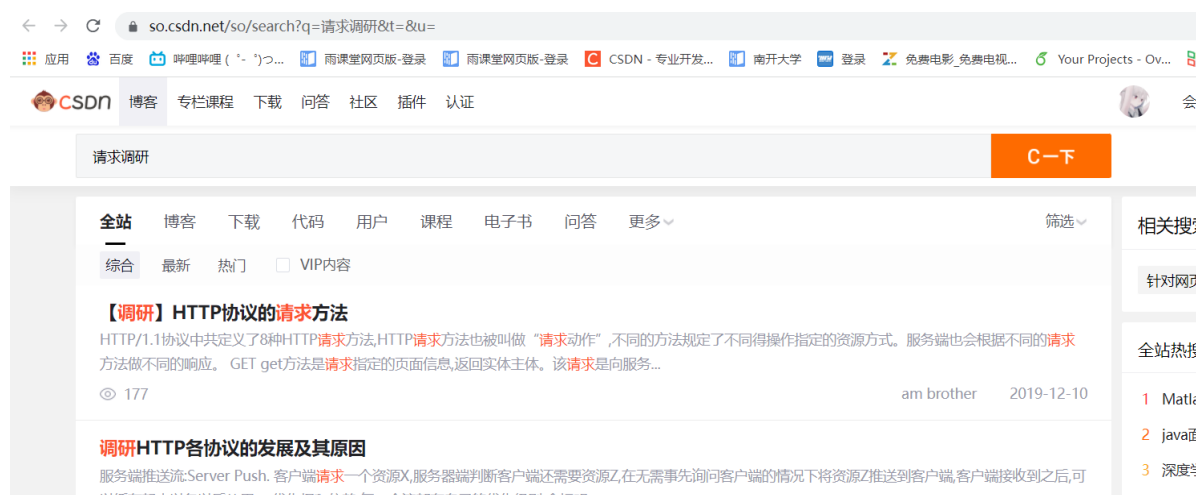 so.csdn.net/so/search?q=请求调研&t=&u=
应用 百度 哔哩哔哩 ( ゜- ゜)つ... 雨课堂网页版-登录 雨课堂网页版-登录 CSDN - 专业开发... 南开大学 登录 免费电影_免费电视... Your Projects - Ov...
CSDN 博客 专栏课程 下载 问答 社区 插件 认证 会
请求调研 C一下
全站 博客 下载 代码 用户 课程 电子书 问答 更多 筛选
相关搜索
综合 最新 热门 VIP内容
针对网页
【调研】HTTP协议的请求方法
HTTP/1.1协议中共定义了8种HTTP请求方法,HTTP请求方法也被叫做“请求动作”,不同的方法规定了不同得操作指定的资源方式。服务端也会根据不同的请求
方法做不同的响应。 GET get方法是请求指定的页面信息,返回实体主体。该请求是向服务...
全站热搜
177 am brother 2019-12-10
1 Matla
2 java面
调研HTTP各协议的发展及其原因
3 深度学
服务端推送流:Server Push. 客户端请求一个资源X,服务器端判断客户端还需要资源Z,在无需事先询问客户端的情况下将资源Z推送到客户端,客户端接收到之后,可